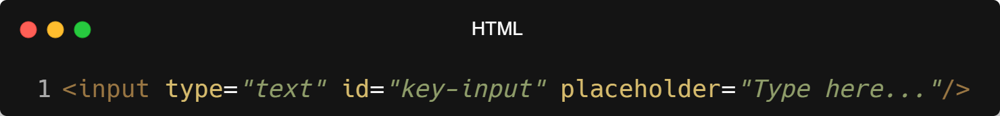 HTML
1 <input type="text" id="key-input" placeholder="Type here..."/>